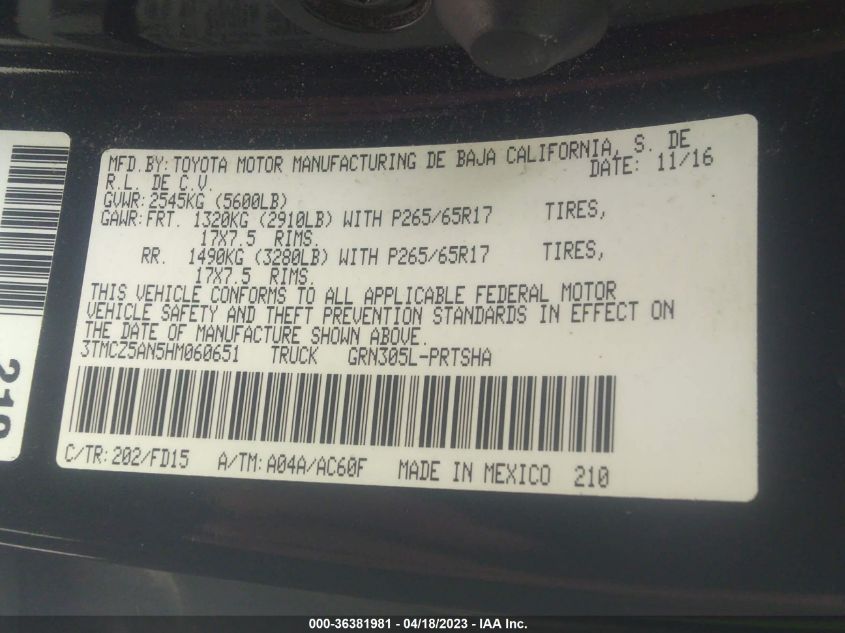 MFD.BY:TOYOTA MOTOR MANUFACTURING DE BAJA CALIFORNIA, S. DE
R.L. DE C.V. DATE: 11/16
GVWR:2545KG (5600LB)
GAWR:FRT. 1320KG (2910LB) WITH P265/65R17 TIRES,
17X7.5 RIMS.
RR. 1490KG (3280LB) WITH P265/65R17 TIRES,
17X7.5 RIMS.
THIS VEHICLE CONFORMS TO ALL APPLICABLE FEDERAL MOTOR
VEHICLE SAFETY AND THEFT PREVENTION STANDARDS IN EFFECT ON
THE DATE OF MANUFACTURE SHOWN ABOVE.
3TMCZ5AN5HM060651 TRUCK GRN305L-PRTSHA
C/TR:202/FD15 A/TM:A04A/AC60F MADE IN MEXICO 210
000-36381981 - 04/18/2023 - IAA Inc.